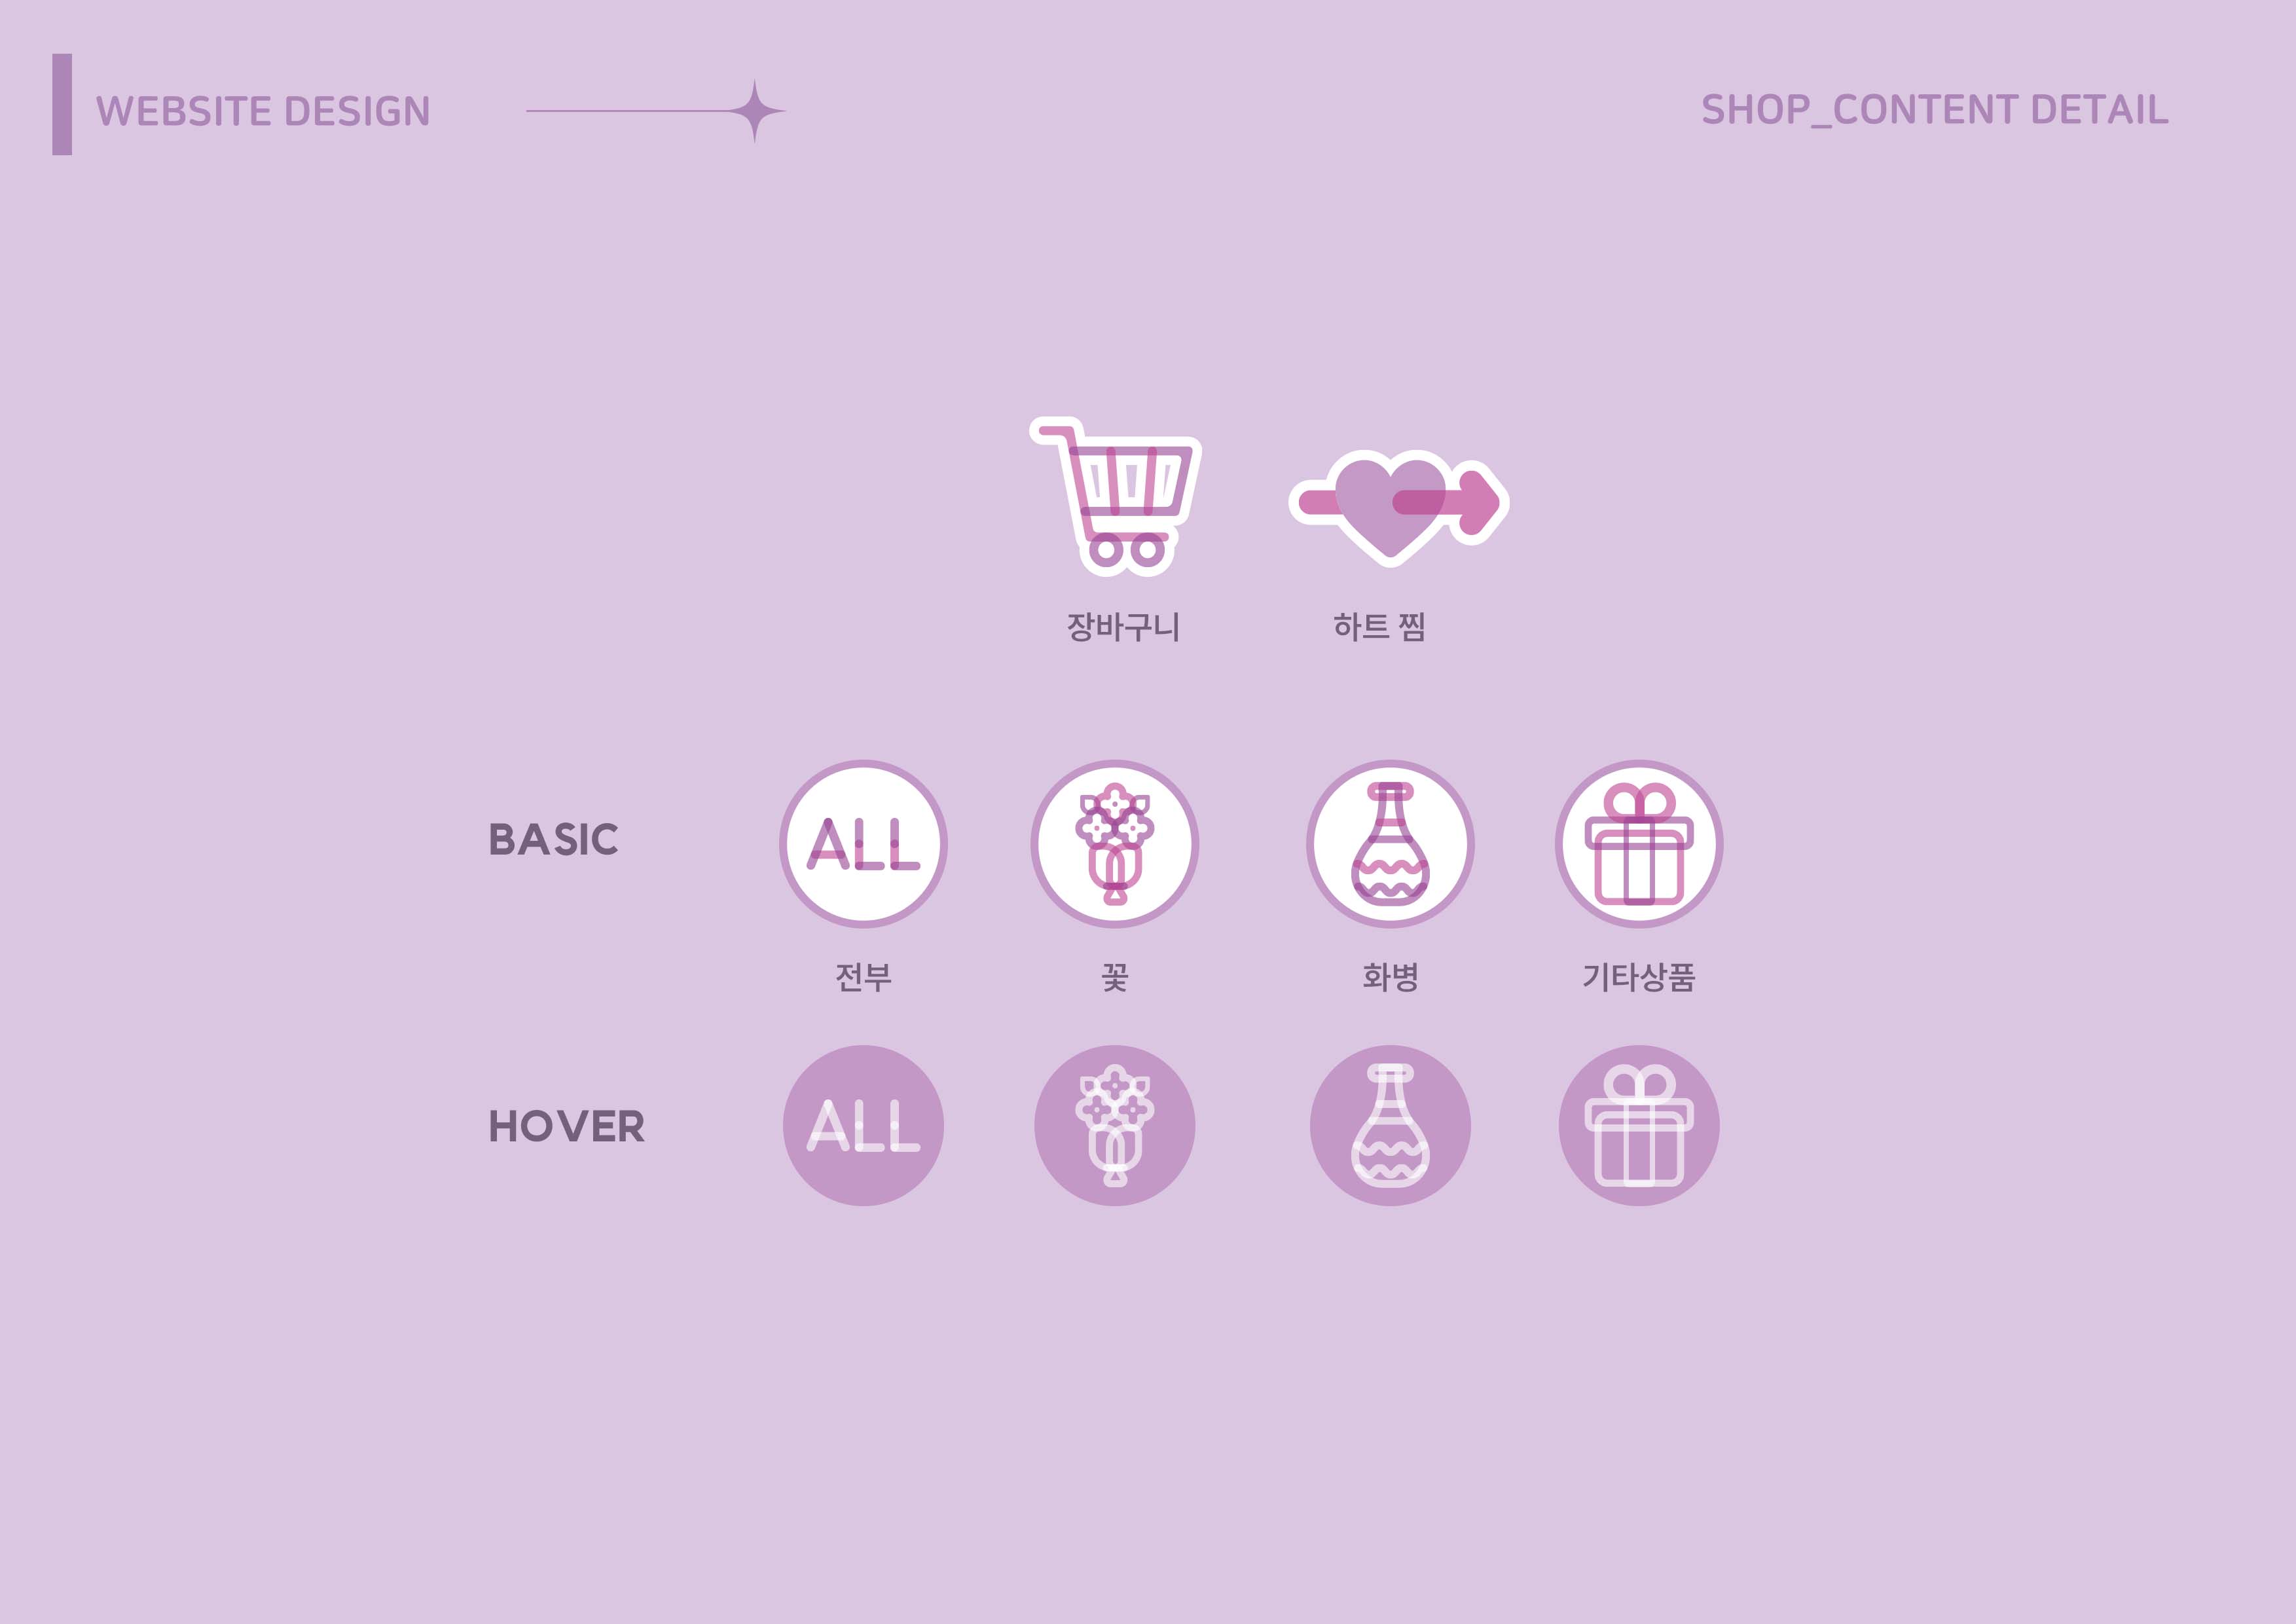 WEBSITE DESIGN
SHOP_CONTENT DETAIL
장바구니
하트 찜
BASIC
ALL
전부
꽃
화병
기타상품
HOVER
ALL